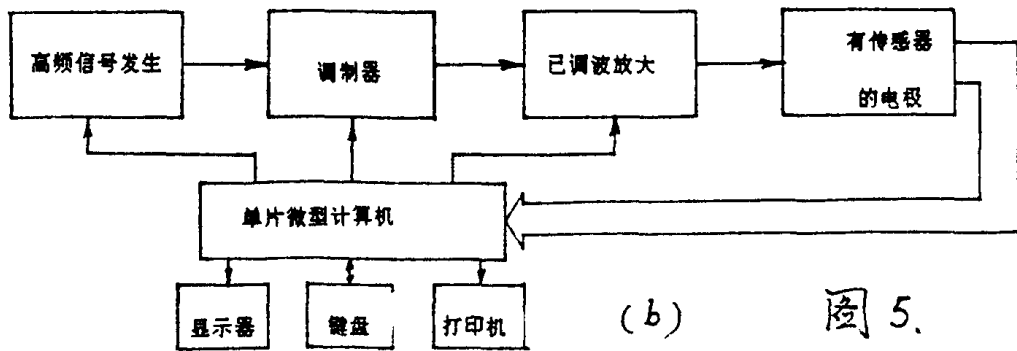 高频信号发生
调制器
已调波放大
有传感器
的电极
单片微型计算机
显示器
键盘
打印机
(b)
图 5.